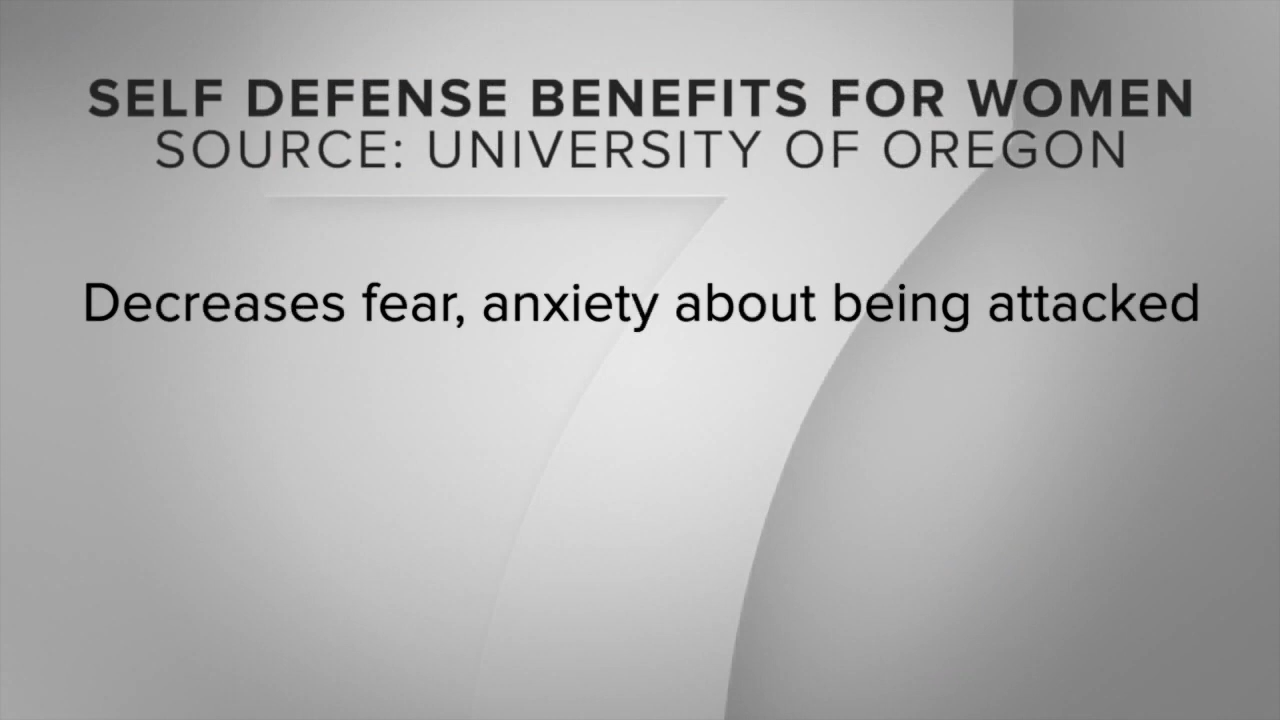 SELF DEFENSE BENEFITS FOR WOMEN
SOURCE: UNIVERSITY OF OREGON
Decreases fear, anxiety about being attacked